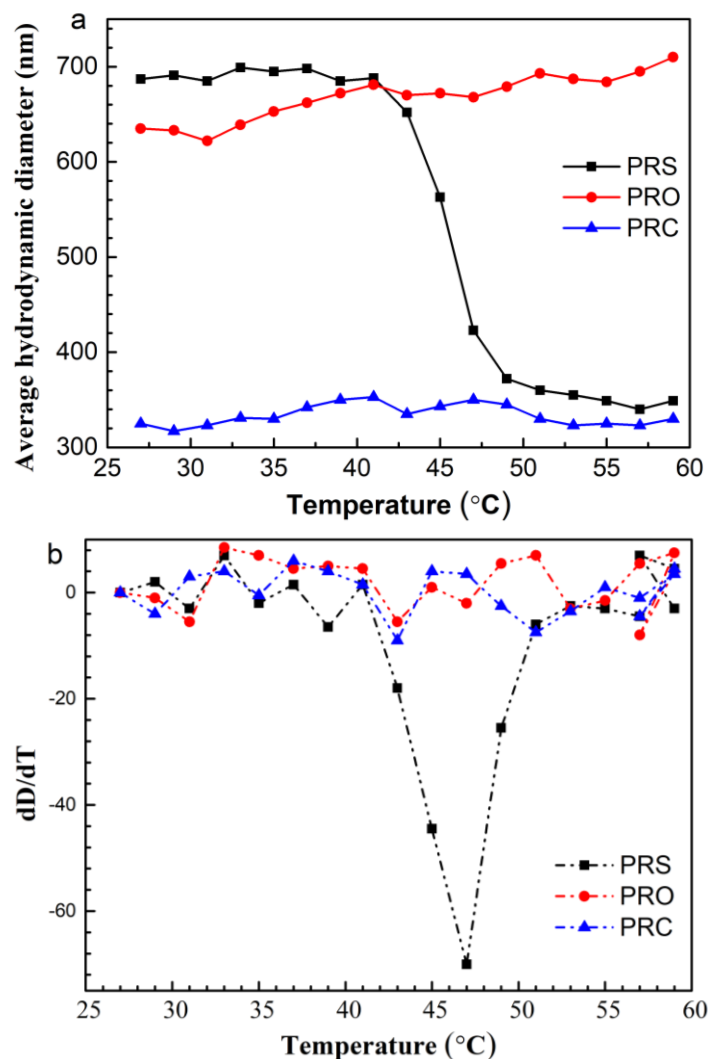 a
Average hydrodynamic diameter (nm)
700
600
500
400
300
PRS
PRO
PRC
25 30 35 40 45 50 55 60
Temperature (°C)
b
dD/dT
0
-20
-40
-60
PRS
PRO
PRC
25 30 35 40 45 50 55 60
Temperature (°C)